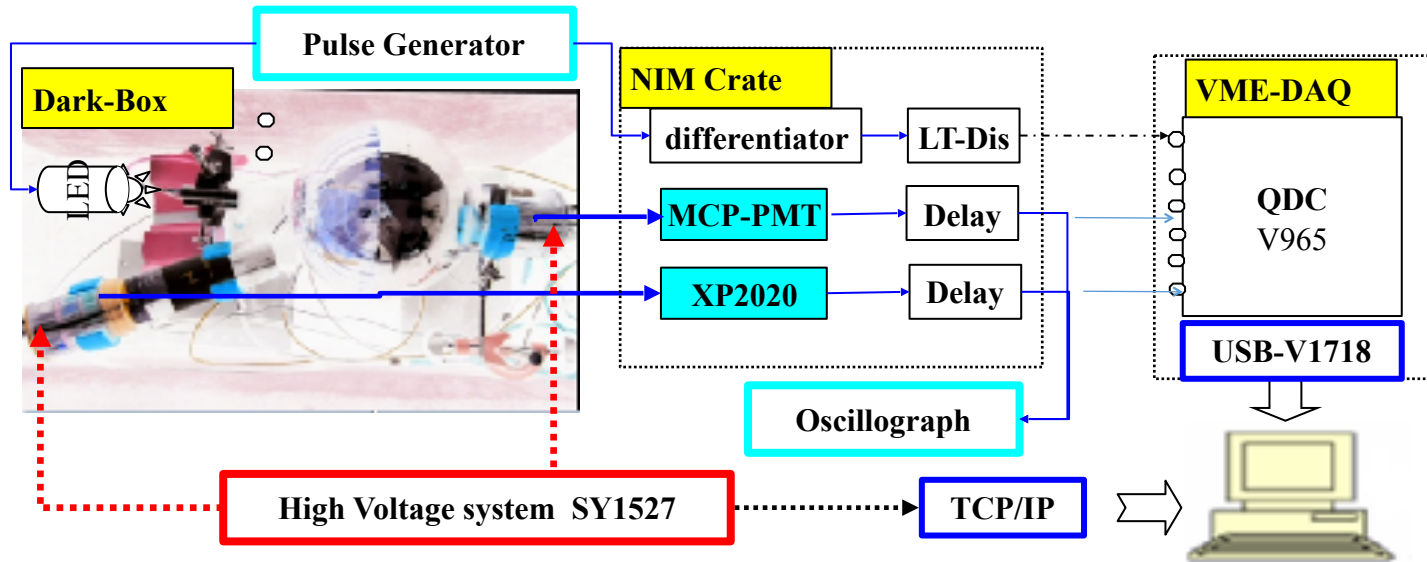 Pulse Generator
Dark-Box
LED
NIM Crate
differentiator
LT-Dis
MCP-PMT
Delay
XP2020
Delay
VME-DAQ
QDC
V965
USB-V1718
Oscillograph
High Voltage system SY1527
TCP/IP